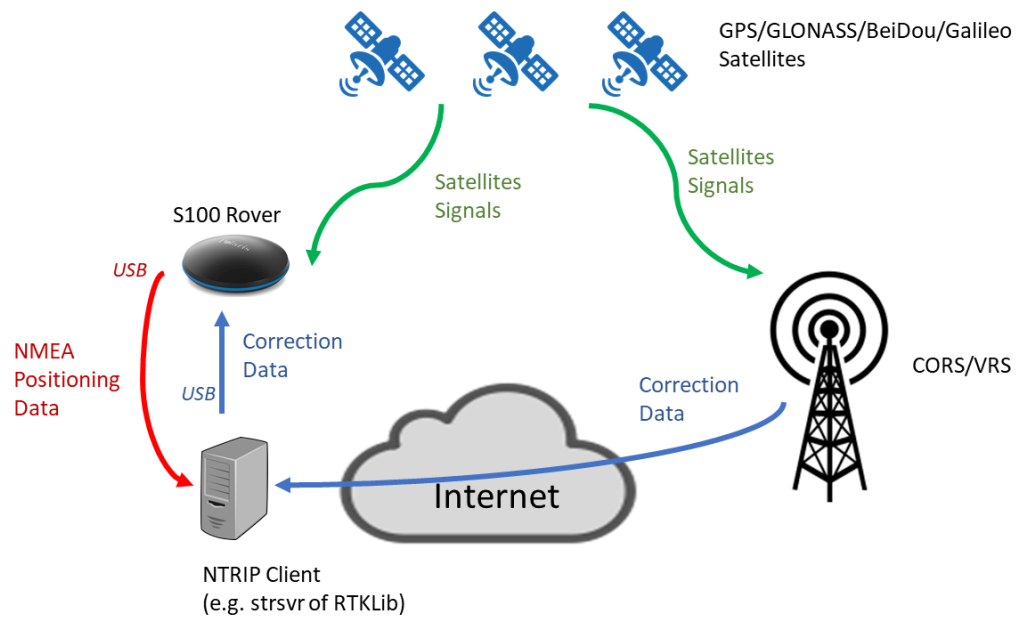 GPS/GLONASS/BeiDou/Galileo
Satellites
Satellites
Signals
Satellites
Signals
S100 Rover
USB
NMEA
Positioning
Data
Correction
Data
USB
Correction
Data
CORS/VRS
Internet
NTRIP Client
(e.g. strsvr of RTKLib)